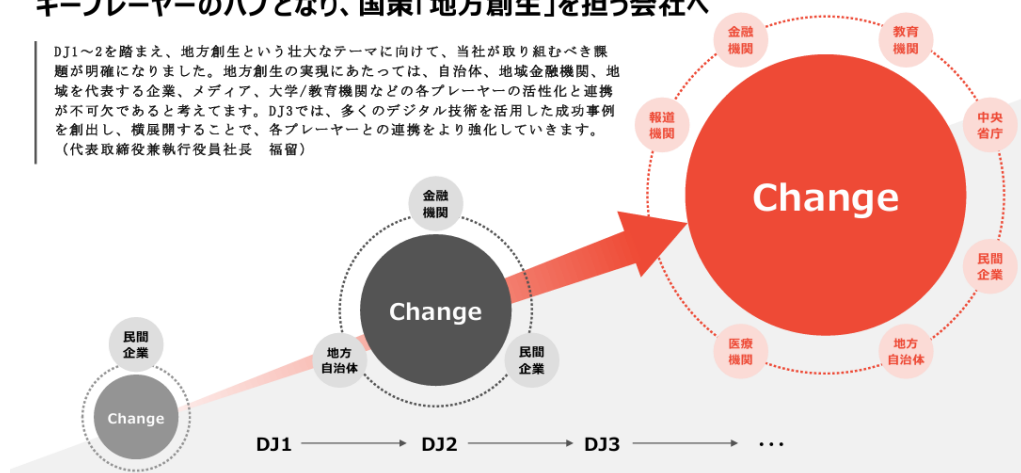 キープレーヤーのハブとなり、国策「地方創生」を担う会社へ
DJ1～2を踏まえ、地方創生という壮大なテーマに向けて、当社が取り組むべき課
題が明確になりました。地方創生の実現にあたっては、自治体、地域金融機関、地
域を代表する企業、メディア、大学/教育機関などの各プレーヤーの活性化と連携
が不可欠であると考えてます。DJ3では、多くのデジタル技術を活用した成功事例
を創出し、横展開することで、各プレーヤーとの連携をより強化していきます。
（代表取締役兼執行役員社長　福留）
金融
機関
教育
機関
報道
機関
中央
省庁
Change
民間
企業
医療
機関
地方
自治体
金融
機関
Change
地方
自治体
民間
企業
民間
企業
Change
DJ1
DJ2
DJ3
･･･